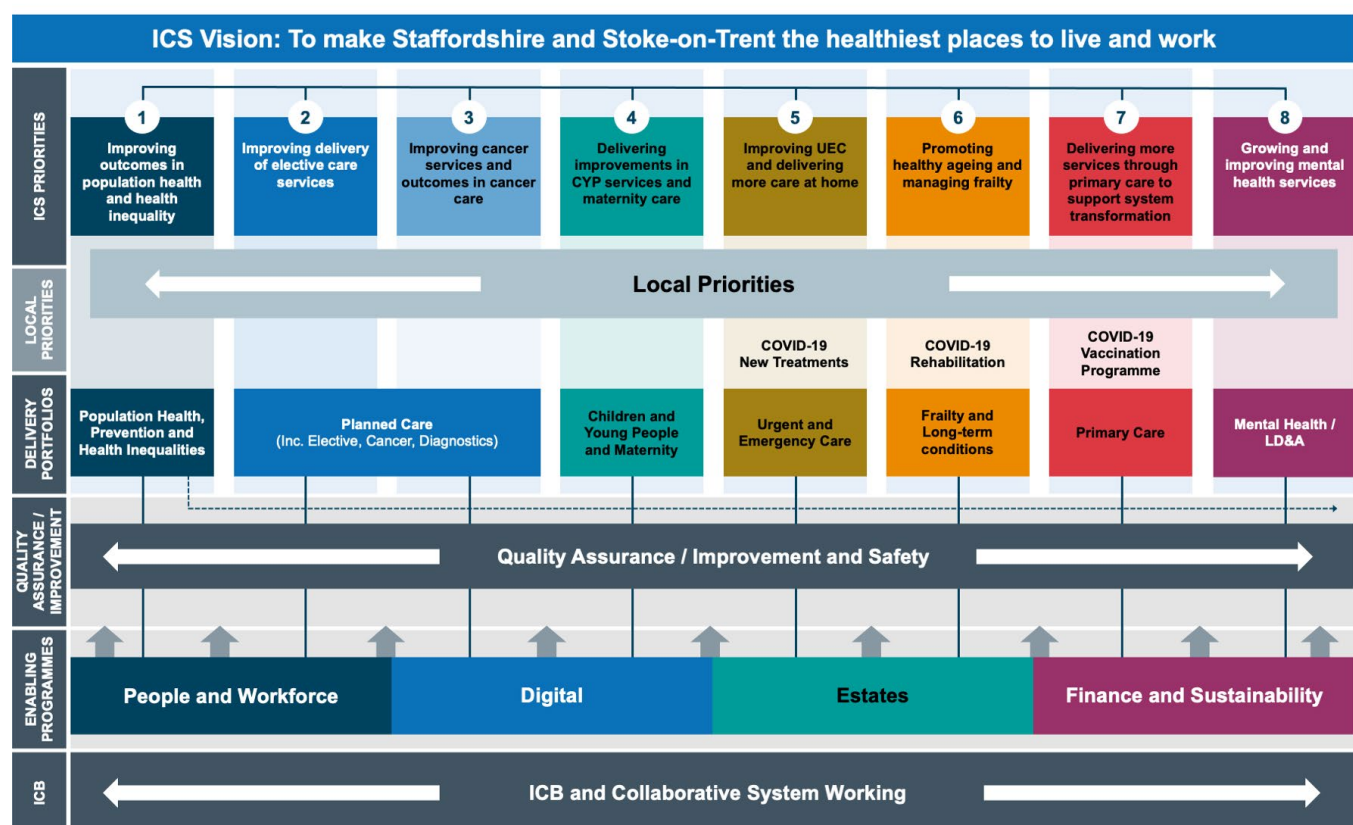 ICS Vision: To make Staffordshire and Stoke-on-Trent the healthiest places to live and work
ICS PRIORITIES
1
Improving
outcomes in
population health
and health
inequality
2
Improving delivery
of elective care
services
3
Improving cancer
services and
outcomes in cancer
care
4
Delivering
improvements in
CYP services and
maternity care
5
Improving UEC
and delivering
more care at home
6
Promoting
healthy ageing and
managing frailty
7
Delivering more
services through
primary care to
support system
transformation
8
Growing and
improving mental
health services
LOCAL
PRIORITIES
Local Priorities
COVID-19
New Treatments
COVID-19
Rehabilitation
COVID-19
Vaccination
Programme
DELIVERY
PORTFOLIOS
Population Health,
Prevention and
Health Inequalities
Planned Care
(Inc. Elective, Cancer, Diagnostics)
Children and
Young People
and Maternity
Urgent and
Emergency Care
Frailty and
Long-term
conditions
Primary Care
Mental Health /
LD&A
QUALITY
ASSURANCE /
IMPROVEMENT
Quality Assurance / Improvement and Safety
ENABLING
PROGRAMMES
People and Workforce
Digital
Estates
Finance and Sustainability
ICB
ICB and Collaborative System Working